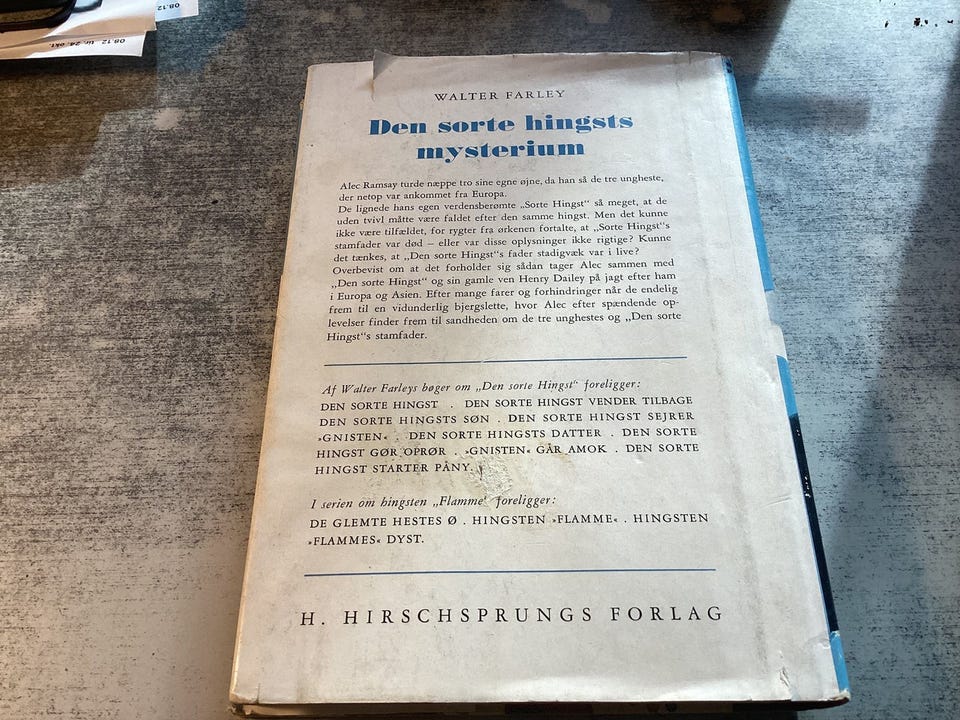 WALTER FARLEY
Den sorte hingsts
mysterium
Alec Ramsay turde næppe tro sine egne øjne, da han så de tre ungheste,
der netop var ankommet fra Europa.
De lignede hans egen verdensberømte „Sorte Hingst“ så meget, at de
uden tvivl måtte være faldet efter den samme hingst. Men det kunne
ikke være tilfældet, for rygter fra ørkenen fortalte, at „Sorte Hingst“s
stamfader var død – eller var disse oplysninger ikke rigtige? Kunne
det tænkes, at „Den sorte Hingst“s fader stadigvæk var i live?
Overbevist om at det forholder sig sådan tager Alec sammen med
„Den sorte Hingst“ og sin gamle ven Henry Dailey på jagt efter ham
i Europa og Asien. Efter mange farer og forhindringer når de endelig
frem til en vidunderlig bjergslette, hvor Alec efter spændende op-
levelser finder frem til sandheden om de tre unghestes og „Den sorte
Hingst“s stamfader.
Af Walter Farleys bøger om „Den sorte Hingst“ foreligger:
DEN SORTE HINGST . DEN SORTE HINGST VENDER TILBAGE
DEN SORTE HINGSTS SØN . DEN SORTE HINGST SEJRER
»GNISTEN« . DEN SORTE HINGSTS DATTER . DEN SORTE
HINGST GØR OPRØR . »GNISTEN« GÅR AMOK . DEN SORTE
HINGST STARTER PÅNY.
I serien om hingsten „Flamme“ foreligger:
DE GLEMTE HESTES Ø . HINGSTEN »FLAMME« . HINGSTEN
»FLAMMES« DYST.
H. HIRSCHSPRUNGS FORLAG
08.12
08.12 tir. 24. okt.